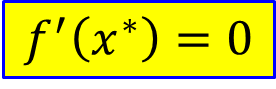 f′(x*) = 0